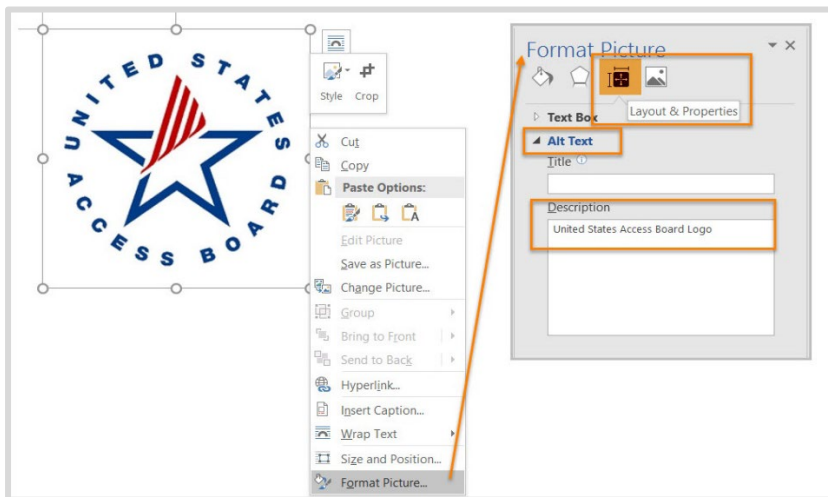 UNITED STATES
ACCESS BOARD
Style Crop
Cut
Copy
Paste Options:
Edit Picture
Save as Picture...
Change Picture...
Group
Bring to Front
Send to Back
Hyperlink...
Insert Caption...
Wrap Text
Size and Position...
Format Picture...
Format Picture
Layout & Properties
Text Box
Alt Text
Title
Description
United States Access Board Logo